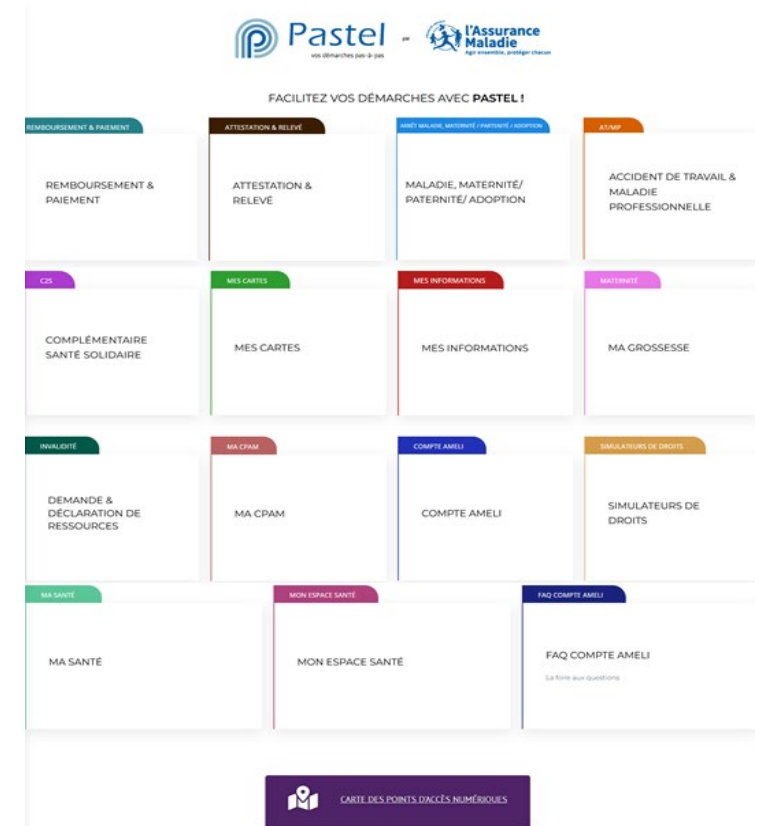 Pastel
vos démarches pas-à-pas
par
l'Assurance
Maladie
Agir ensemble, protéger chacun
FACILITEZ VOS DÉMARCHES AVEC PASTEL !
REMBOURSEMENT & PAIEMENT
REMBOURSEMENT &
PAIEMENT
ATTESTATION & RELEVÉ
ATTESTATION &
RELEVÉ
ARRÊT MALADIE, MATERNITÉ / PARTENITÉ / ADOPTION
MALADIE, MATERNITÉ/
PATERNITÉ/ ADOPTION
AT/MP
ACCIDENT DE TRAVAIL &
MALADIE
PROFESSIONNELLE
C2S
COMPLÉMENTAIRE
SANTÉ SOLIDAIRE
MES CARTES
MES CARTES
MES INFORMATIONS
MES INFORMATIONS
MATERNITÉ
MA GROSSESSE
INVALIDITÉ
DEMANDE &
DÉCLARATION DE
RESSOURCES
MA CPAM
MA CPAM
COMPTE AMELI
COMPTE AMELI
SIMULATEURS DE DROITS
SIMULATEURS DE
DROITS
MA SANTÉ
MA SANTÉ
MON ESPACE SANTÉ
MON ESPACE SANTÉ
FAQ COMPTE AMELI
FAQ COMPTE AMELI
La foire aux questions
CARTE DES POINTS D'ACCÈS NUMÉRIQUES